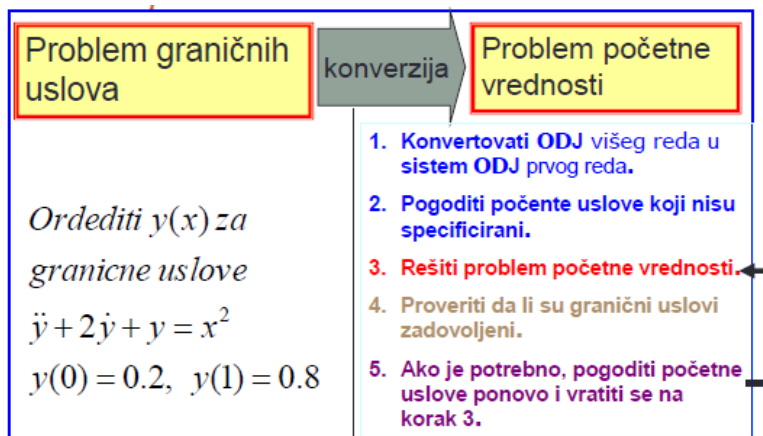 Problem graničnih
uslova
konverzija
Problem početne
vrednosti
Ordediti y(x) za
granicne uslove
ÿ + 2ẏ + y = x²
y(0) = 0.2, y(1) = 0.8
1. Konvertovati ODJ višeg reda u
sistem ODJ prvog reda.
2. Pogoditi počente uslove koji nisu
specificirani.
3. Rešiti problem početne vrednosti.
4. Proveriti da li su granični uslovi
zadovoljeni.
5. Ako je potrebno, pogoditi početne
uslove ponovo i vratiti se na
korak 3.